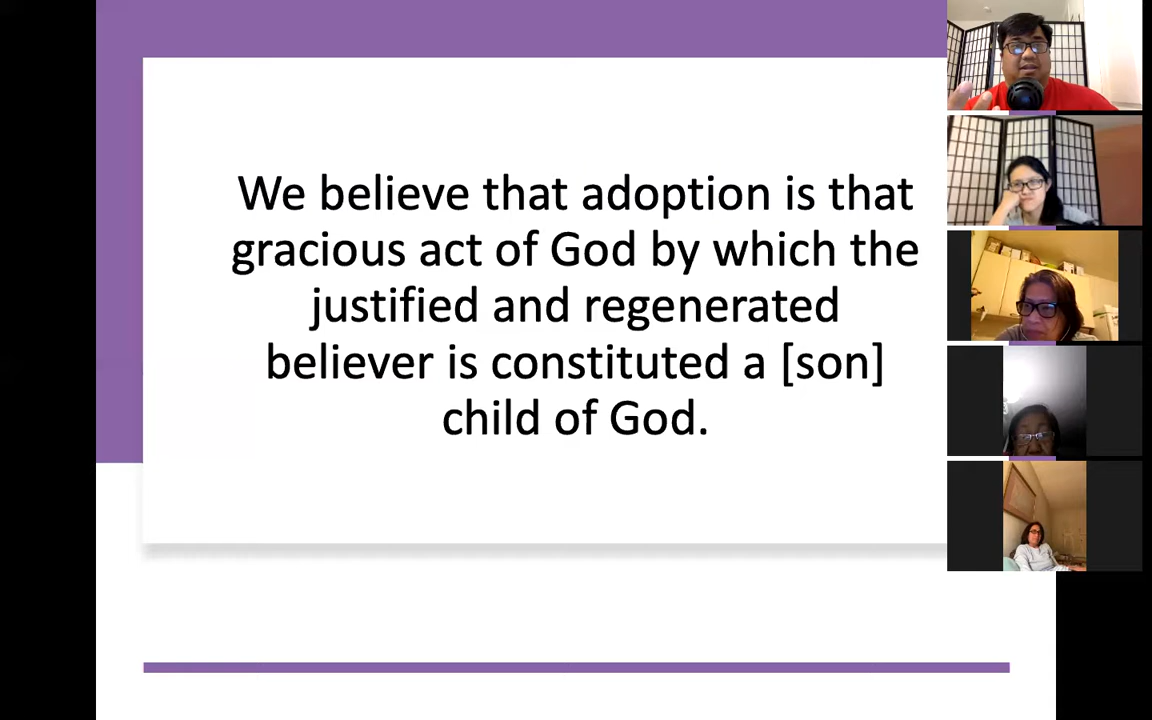 We believe that adoption is that
gracious act of God by which the
justified and regenerated
believer is constituted a [son]
child of God.